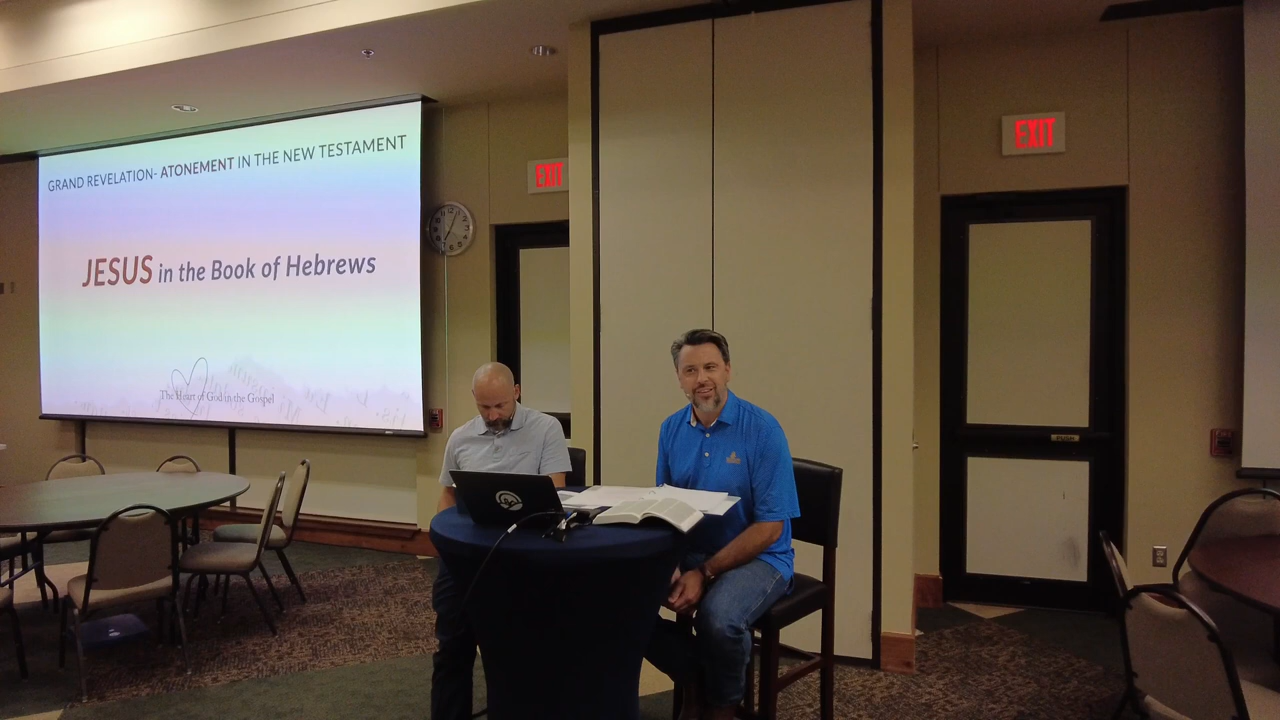 GRAND REVELATION- ATONEMENT IN THE NEW TESTAMENT
JESUS in the Book of Hebrews
The Heart of God in the Gospel
EXIT
EXIT
PUSH